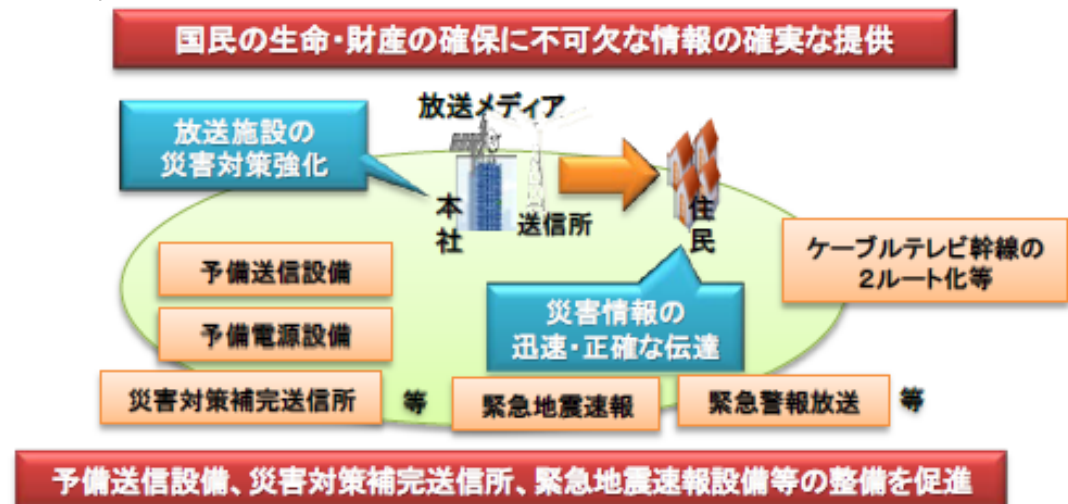 国民の生命・財産の確保に不可欠な情報の確実な提供
放送メディア
放送施設の
災害対策強化
本社
送信所
住民
ケーブルテレビ幹線の
２ルート化等
予備送信設備
災害情報の
迅速・正確な伝達
予備電源設備
災害対策補完送信所
等
緊急地震速報
緊急警報放送
等
予備送信設備、災害対策補完送信所、緊急地震速報設備等の整備を促進